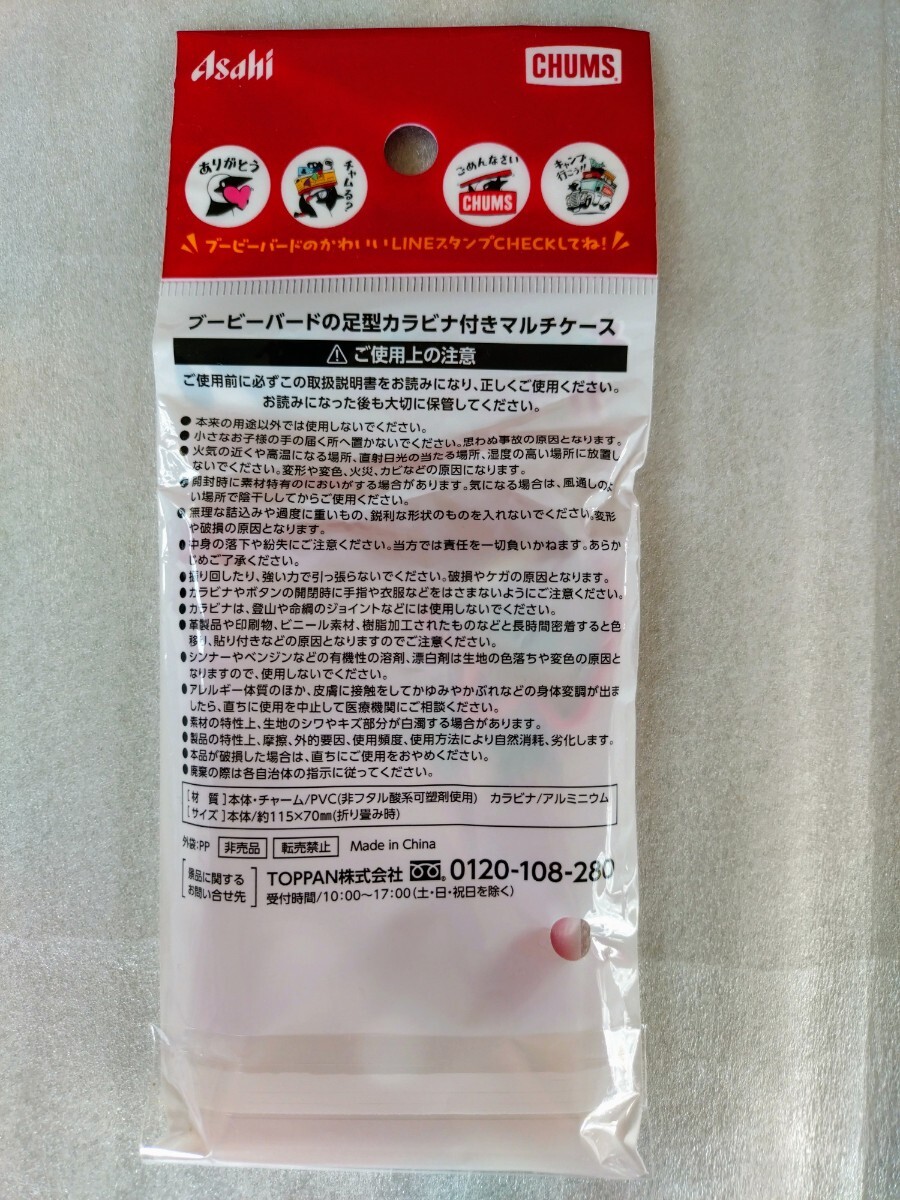 Asahi
CHUMS
ありがとう
チャムる?
ごめんなさい
CHUMS
キャンプ
行こう!!
ブービーバードのかわいいLINEスタンプCHECKしてね!
ブービーバードの足型カラビナ付きマルチケース
⚠ご使用上の注意
ご使用前に必ずこの取扱説明書をお読みになり、正しくご使用ください。
お読みになった後も大切に保管してください。
●本来の用途以外では使用しないでください。
●小さなお子様の手の届く所へ置かないでください。思わぬ事故の原因となります。
●火気の近くや高温になる場所、直射日光の当たる場所、湿度の高い場所に放置し
ないでください。変形や変色、火災、カビなどの原因になります。
●開封時に素材特有のにおいがする場合があります。気になる場合は、風通しのよ
い場所で陰干ししてからご使用ください。
●無理な詰込みや過度に重いもの、鋭利な形状のものを入れないでください。変形
や破損の原因となります。
●中身の落下や紛失にご注意ください。当方では責任を一切負いかねます。あらか
じめご了承ください。
●振り回したり、強い力で引っ張らないでください。破損やケガの原因となります。
●カラビナやボタンの開閉時に手指や衣服などをはさまないようにご注意ください。
●カラビナは、登山や命綱のジョイントなどには使用しないでください。
●革製品や印刷物、ビニール素材、樹脂加工されたものなどと長時間密着すると色
移り、貼り付きなどの原因となりますのでご注意ください。
●シンナーやベンジンなどの有機性の溶剤、漂白剤は生地の色落ちや変色の原因と
なりますので、使用しないでください。
●アレルギー体質のほか、皮膚に接触をしてかゆみやかぶれなどの身体変調が出ま
したら、直ちに使用を中止して医療機関にご相談ください。
●素材の特性上、生地のシワやキズ部分が白濁する場合があります。
●製品の特性上、摩擦、外的要因、使用頻度、使用方法により自然消耗、劣化します。
●本品が破損した場合は、直ちにご使用をおやめください。
●廃棄の際は各自治体の指示に従ってください。
[材 質]本体・チャーム/PVC(非フタル酸系可塑剤使用) カラビナ/アルミニウム
[サイズ]本体/約115×70㎜(折り畳み時)
外袋:PP 非売品 転売禁止 Made in China
[景品に関する
お問い合せ先] TOPPAN株式会社 0120-108-280
受付時間/10:00〜17:00(土・日・祝日を除く)